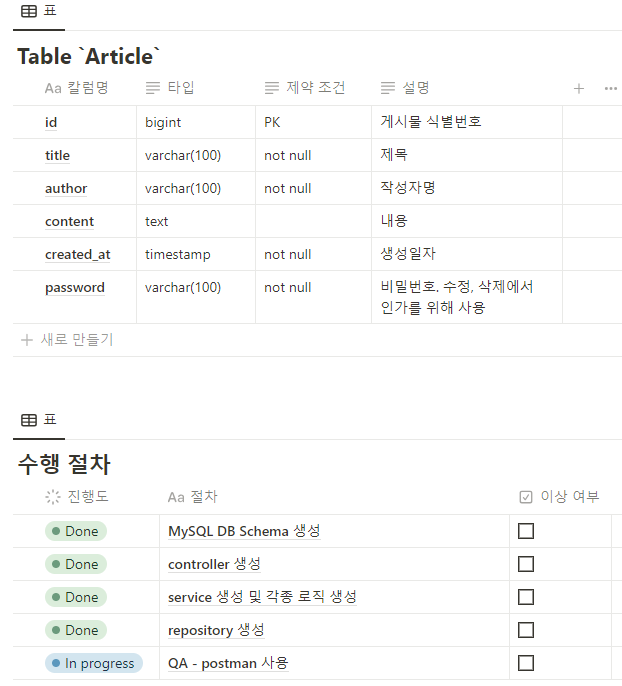 표
Table `Article`
Aa 칼럼명 타입 제약 조건 설명
id bigint PK 게시물 식별번호
title varchar(100) not null 제목
author varchar(100) not null 작성자명
content text 내용
created_at timestamp not null 생성일자
password varchar(100) not null 비밀번호. 수정, 삭제에서
인가를 위해 사용
+ 새로 만들기
표
수행 절차
진행도 Aa 절차 이상 여부
Done MySQL DB Schema 생성
Done controller 생성
Done service 생성 및 각종 로직 생성
Done repository 생성
In progress QA - postman 사용